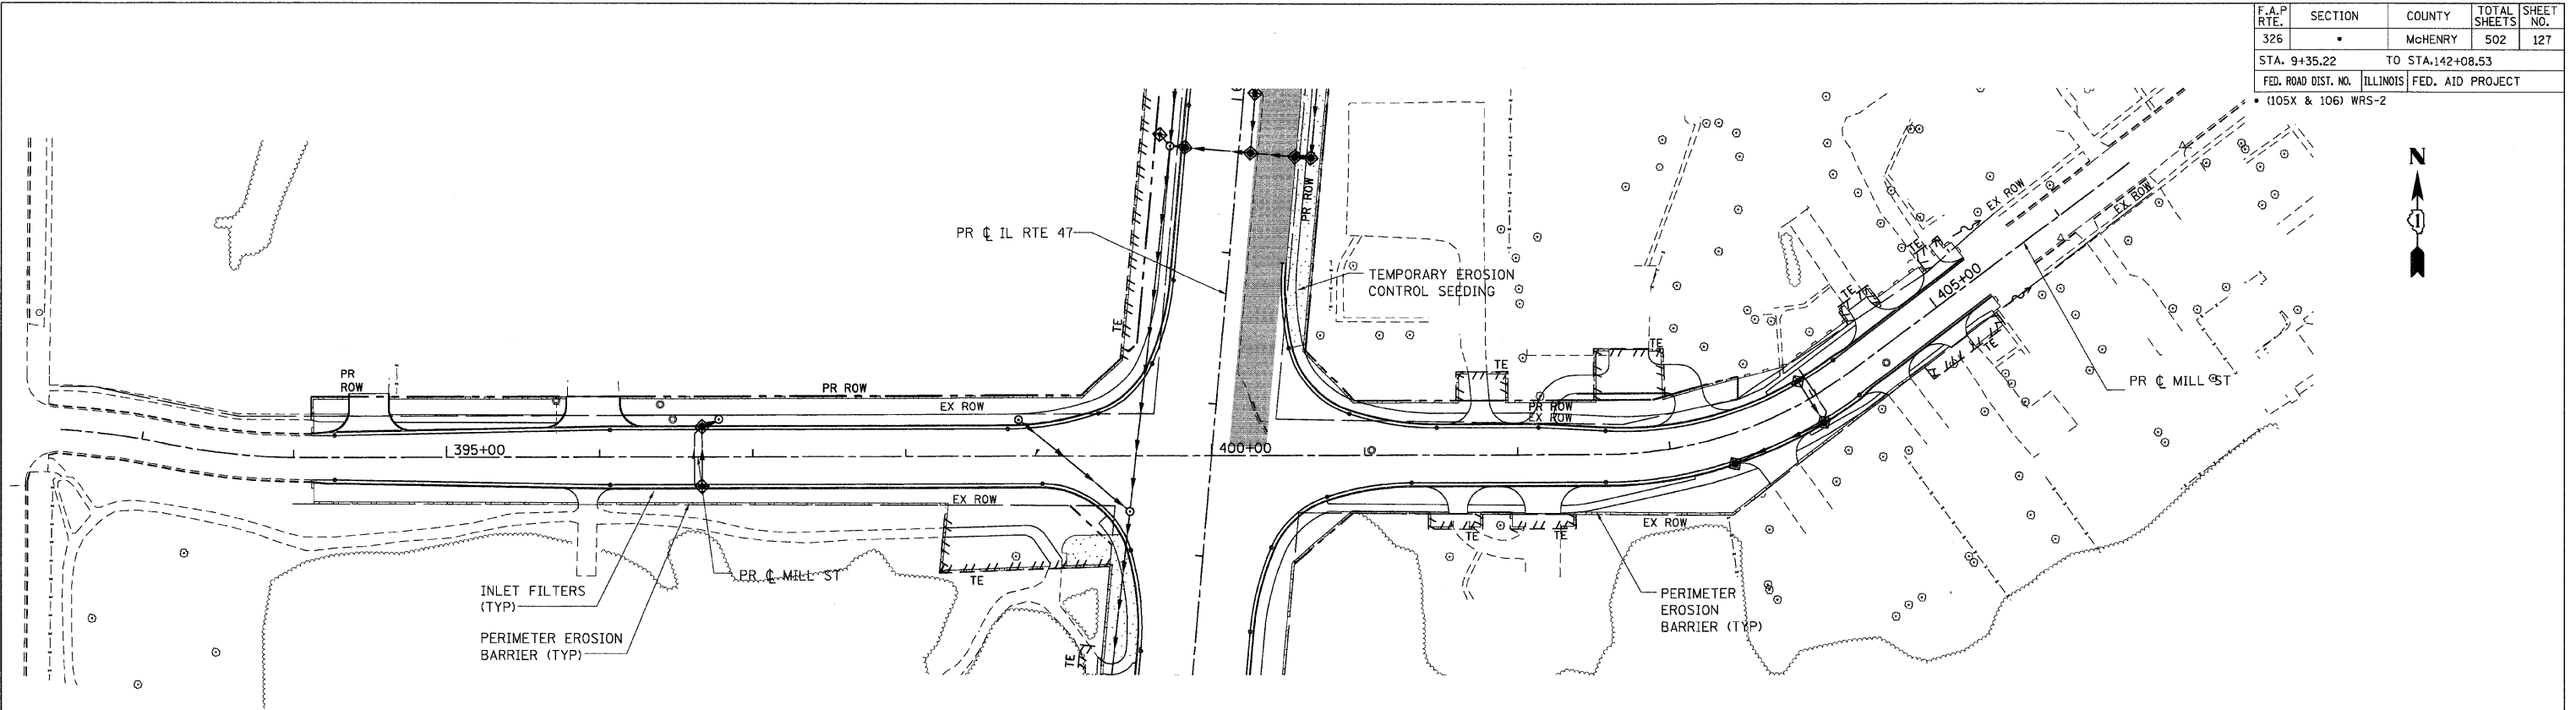 F.A.P RTE. SECTION COUNTY TOTAL SHEETS SHEET NO.
326 • McHENRY 502 127
STA. 9+35.22 TO STA.142+08.53
FED. ROAD DIST. NO. ILLINOIS FED. AID PROJECT
• (105X & 106) WRS-2
N
1
PR ROW
EX ROW
EX ROW
PR ℄ IL RTE 47
TEMPORARY EROSION
CONTROL SEEDING
TE
TE
TE
405+00
TE
TE
TE
TE
PR
ROW
PR ROW
EX ROW
PR ROW
EX ROW
PR ℄ MILL ST
395+00
400+00
EX ROW
EX ROW
TE
TE
TE
PR ℄ MILL ST
INLET FILTERS
(TYP)
PERIMETER EROSION
BARRIER (TYP)
PERIMETER
EROSION
BARRIER (TYP)
TE